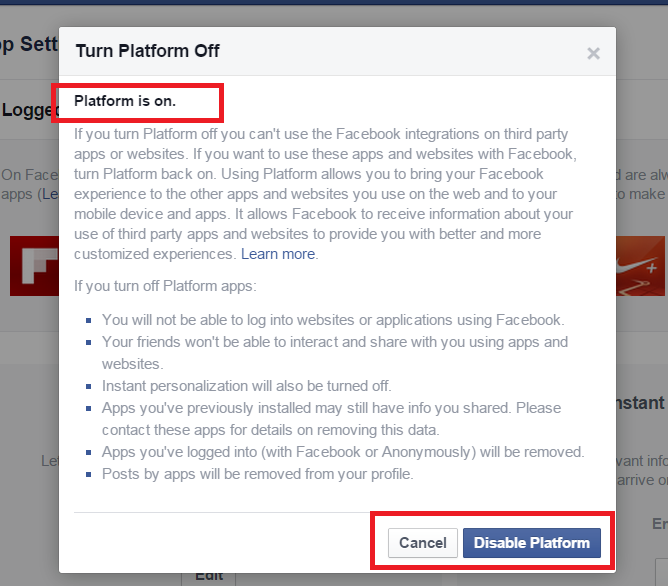 Turn Platform Off
×
op Sett
Platform is on.
Logged
If you turn Platform off you can't use the Facebook integrations on third party
apps or websites. If you want to use these apps and websites with Facebook,
turn Platform back on. Using Platform allows you to bring your Facebook
experience to the other apps and websites you use on the web and to your
mobile device and apps. It allows Facebook to receive information about your
use of third party apps and websites to provide you with better and more
customized experiences. Learn more.
On Face
apps (Le
d are alw
to make
If you turn off Platform apps:
You will not be able to log into websites or applications using Facebook.
Your friends won't be able to interact and share with you using apps and
websites.
Instant personalization will also be turned off.
Apps you've previously installed may still have info you shared. Please
contact these apps for details on removing this data.
Apps you've logged into (with Facebook or Anonymously) will be removed.
Posts by apps will be removed from your profile.
nstant
Let
vant info
arrive on
Cancel
Disable Platform
Edit